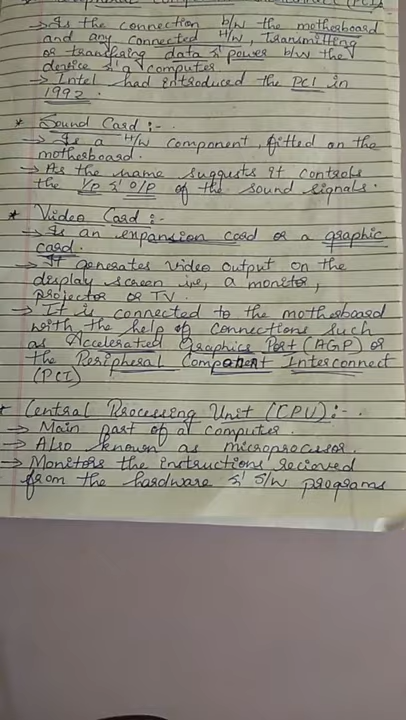 → Is the connection b/w the motherboard
and any connected H/W, Transmitting
or transfering data & power b/w the
device & a computer
→ Intel had introduced the PCI in
1992.
* Sound Card :-
→ Is a H/W component, fitted on the
motherboard.
→ As the name suggests it controls
the I/p & O/P of the sound signals.
* Video Card :-
→ Is an expansion card or a graphic
card.
→ It generates video output on the
display screen ie, a monitor,
projector or TV.
→ It is connected to the motherboard
with the help of connections such
as Accelerated Graphics Port (AGP) or
the Peripheral Component Interconnect
(PCI)
* Central Processing Unit (CPU) :-
→ Main part of a computer.
→ Also known as microprocessor.
→ Monitors the instructions recieved
from the hardware & S/W programs